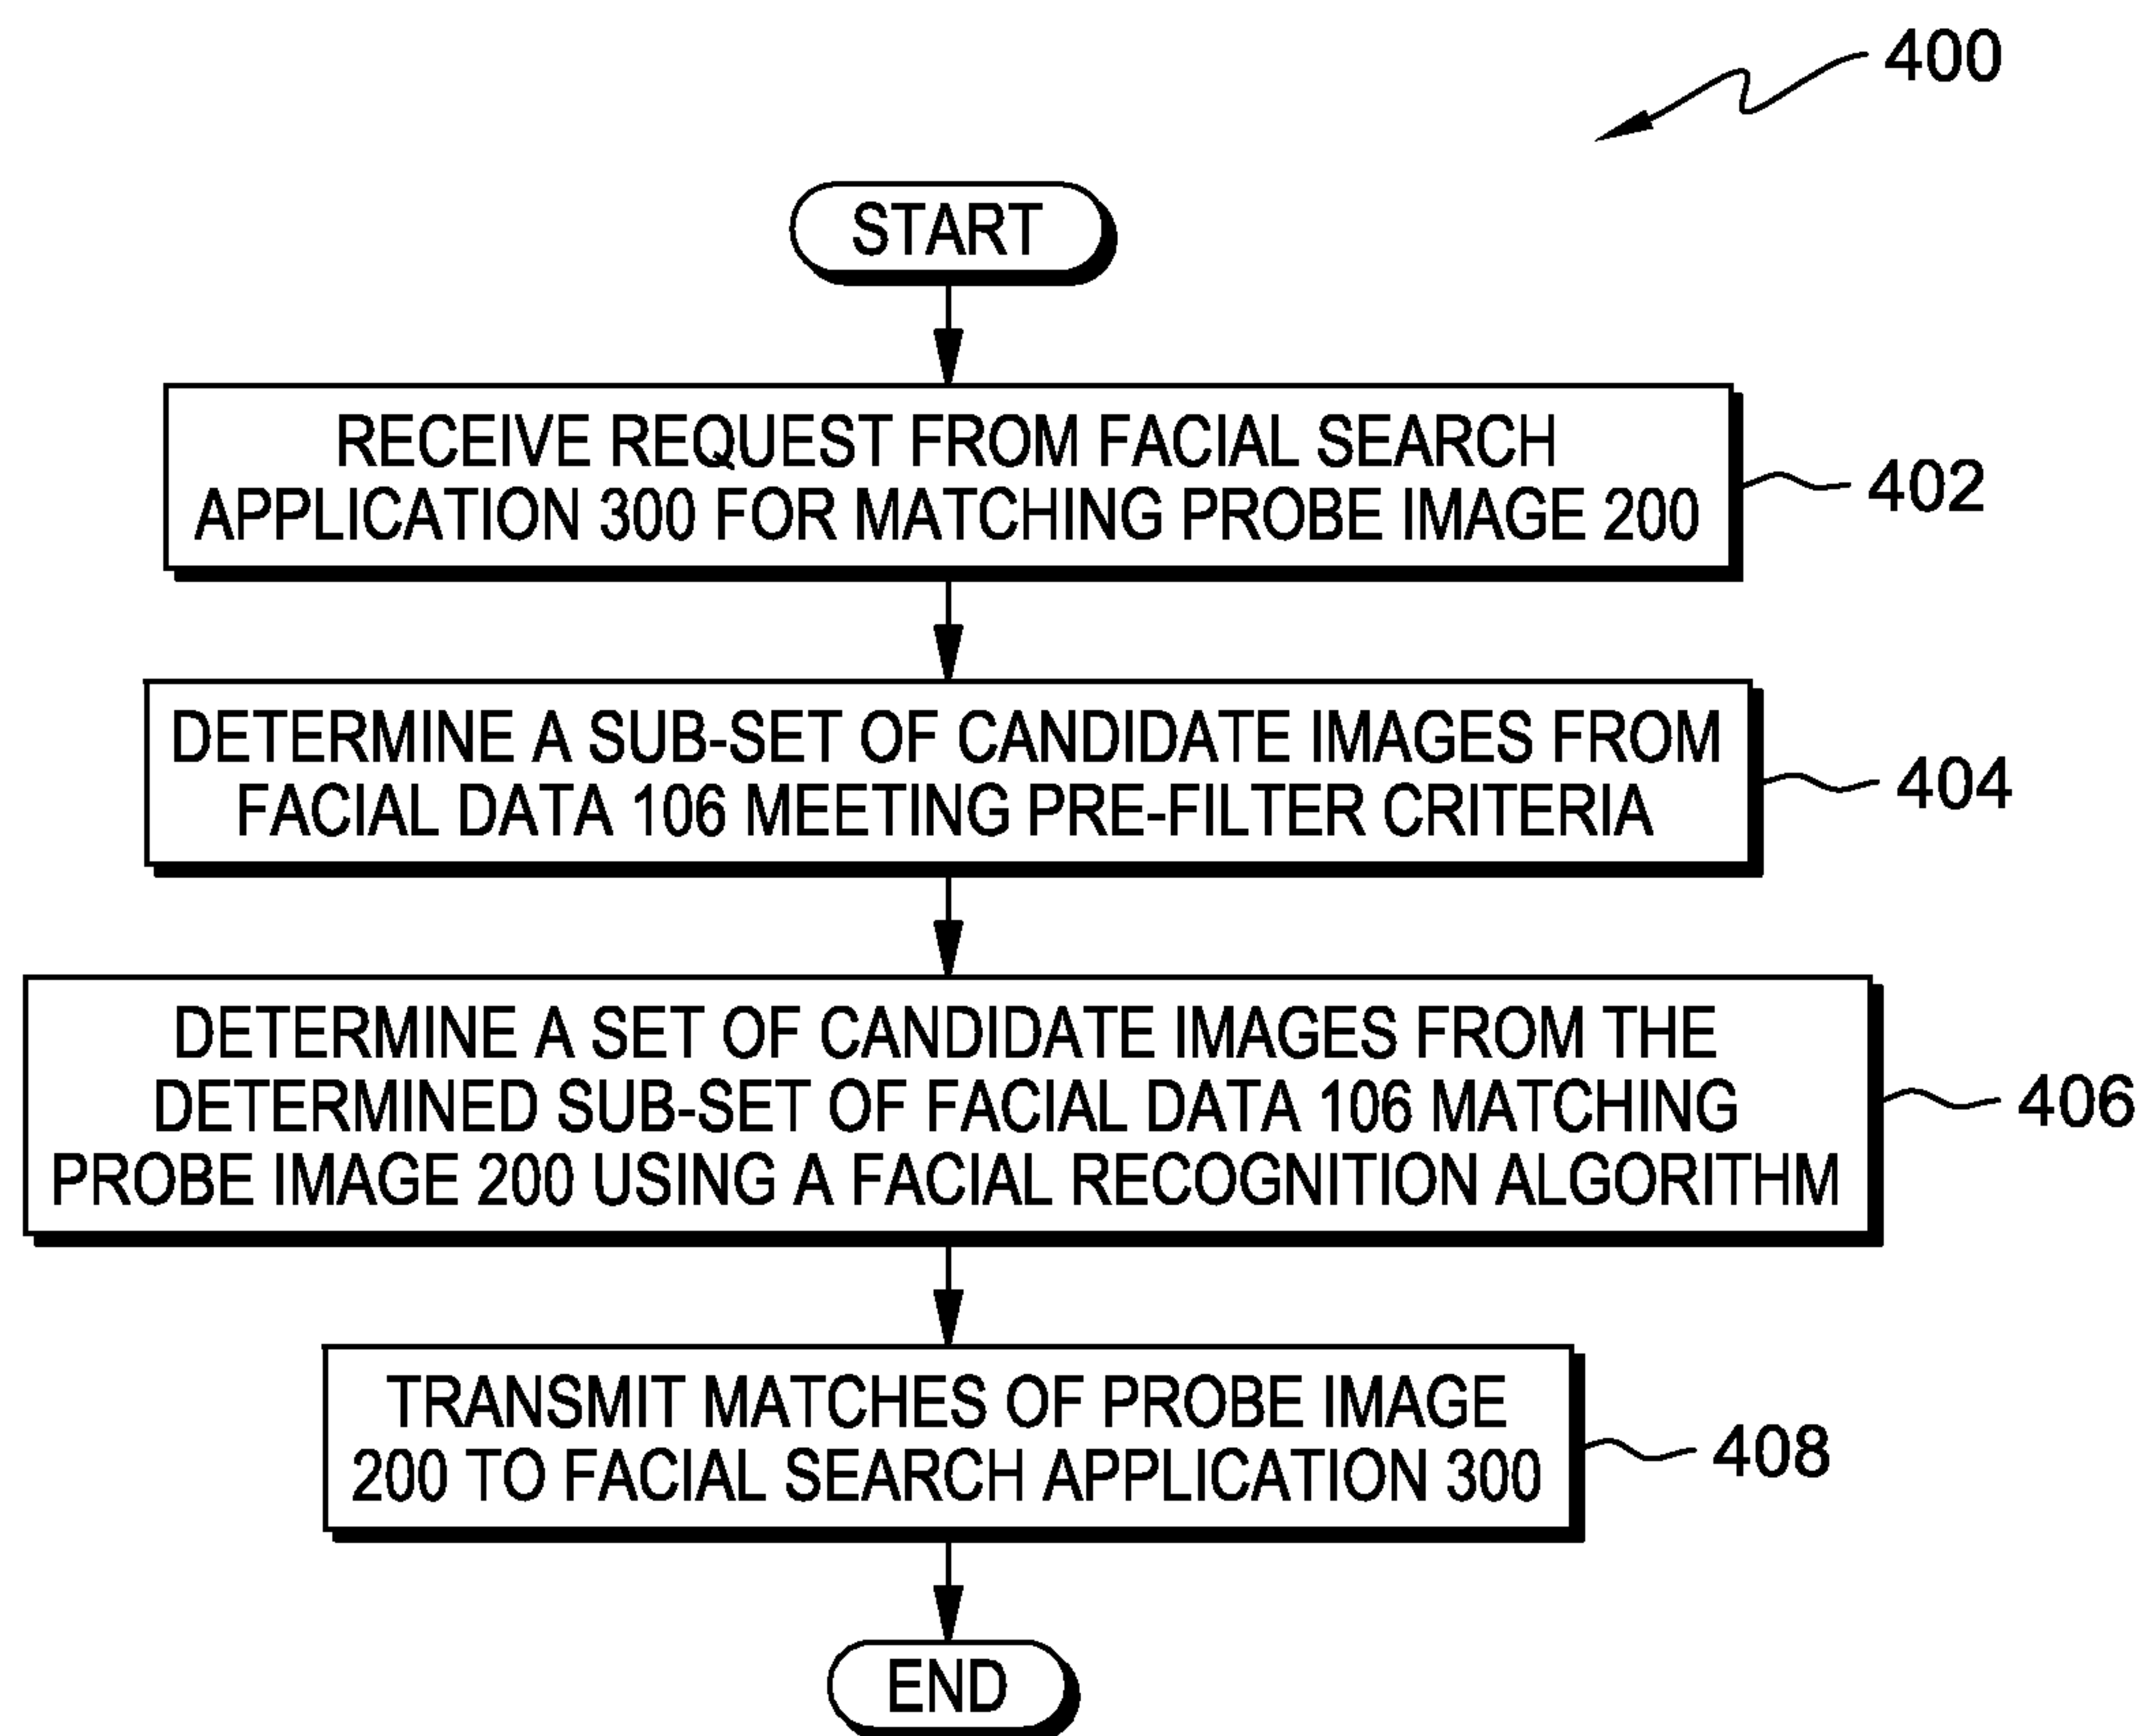 400
START
RECEIVE REQUEST FROM FACIAL SEARCH
APPLICATION 300 FOR MATCHING PROBE IMAGE 200
402
DETERMINE A SUB-SET OF CANDIDATE IMAGES FROM
FACIAL DATA 106 MEETING PRE-FILTER CRITERIA
404
DETERMINE A SET OF CANDIDATE IMAGES FROM THE
DETERMINED SUB-SET OF FACIAL DATA 106 MATCHING
PROBE IMAGE 200 USING A FACIAL RECOGNITION ALGORITHM
406
TRANSMIT MATCHES OF PROBE IMAGE
200 TO FACIAL SEARCH APPLICATION 300
408
END